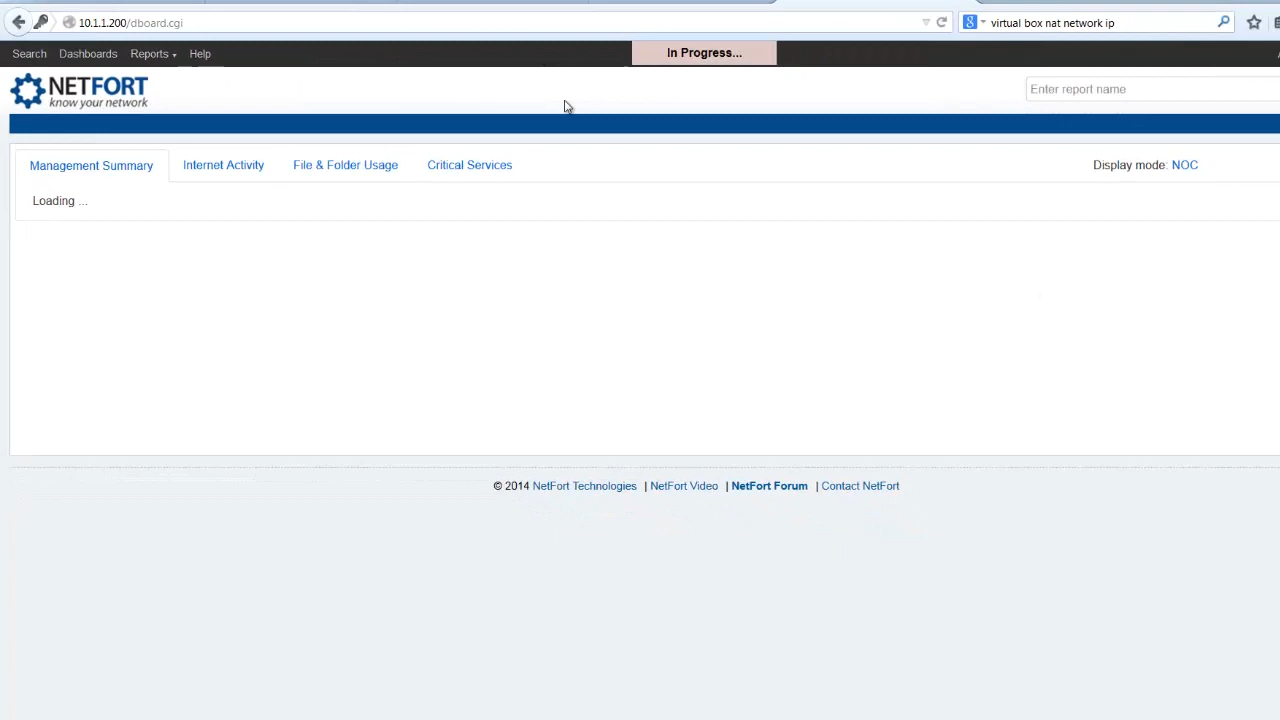 10.1.1.200/dboard.cgi
virtual box nat network ip
Search Dashboards Reports Help
In Progress...
NETFORT
know your network
Enter report name
Management Summary Internet Activity File & Folder Usage Critical Services Display mode: NOC
Loading ...
© 2014 NetFort Technologies | NetFort Video | NetFort Forum | Contact NetFort